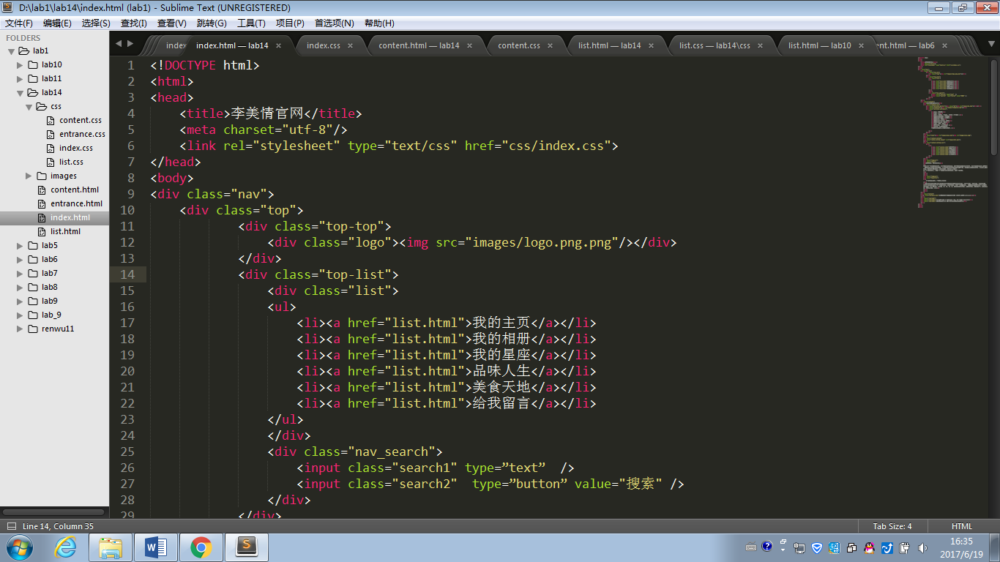 D:\lab1\lab14\index.html (lab1) - Sublime Text (UNREGISTERED)
文件(F) 编辑(E) 选择(S) 查找(I) 查看(V) 跳转(G) 工具(T) 项目(P) 首选项(N) 帮助(H)
FOLDERS
lab1
lab10
lab11
lab14
css
content.css
entrance.css
index.css
list.css
images
content.html
entrance.html
index.html
list.html
lab5
lab6
lab7
lab8
lab9
lab_9
renwu11
index index.html — lab14 × index.css × content.html — lab14 × content.css × list.html — lab14 × list.css — lab14\css × list.html — lab10 × ent.html — lab6 ×
1 <!DOCTYPE html>
2 <html>
3 <head>
4 <title>李美情官网</title>
5 <meta charset="utf-8"/>
6 <link rel="stylesheet" type="text/css" href="css/index.css">
7 </head>
8 <body>
9 <div class="nav">
10 <div class="top">
11 <div class="top-top">
12 <div class="logo"><img src="images/logo.png.png"/></div>
13 </div>
14 <div class="top-list">
15 <div class="list">
16 <ul>
17 <li><a href="list.html">我的主页</a></li>
18 <li><a href="list.html">我的相册</a></li>
19 <li><a href="list.html">我的星座</a></li>
20 <li><a href="list.html">品味人生</a></li>
21 <li><a href="list.html">美食天地</a></li>
22 <li><a href="list.html">给我留言</a></li>
23 </ul>
24 </div>
25 <div class="nav_search">
26 <input class="search1" type=”text” />
27 <input class="search2" type=”button” value="搜索" />
28 </div>
29 </div>
Line 14, Column 35 Tab Size: 4 HTML
16:35
2017/6/19